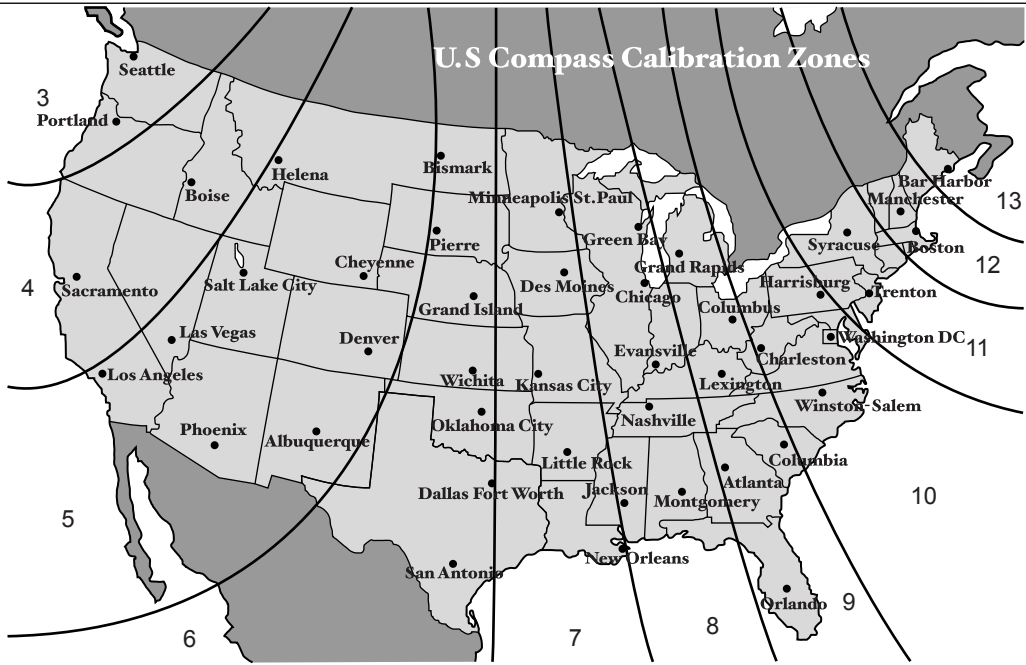 U.S Compass Calibration Zones
Seattle
3
Portland
Helena
Bismark
Boise
Minneapolis St.Paul
Bar Harbor
Manchester
13
Pierre
Green Bay
Syracuse
Boston
Cheyenne
Grand Rapids
12
4
Sacramento
Salt Lake City
Des Moines
Chicago
Harrisburg
Trenton
Grand Island
Columbus
Las Vegas
Denver
Washington DC
11
Evansville
Charleston
Los Angeles
Wichita
Kansas City
Lexington
Winston-Salem
Phoenix
Albuquerque
Oklahoma City
Nashville
Little Rock
Columbia
Dallas Fort Worth
Jackson
Montgomery
Atlanta
10
5
New Orleans
San Antonio
Orlando
9
6
7
8